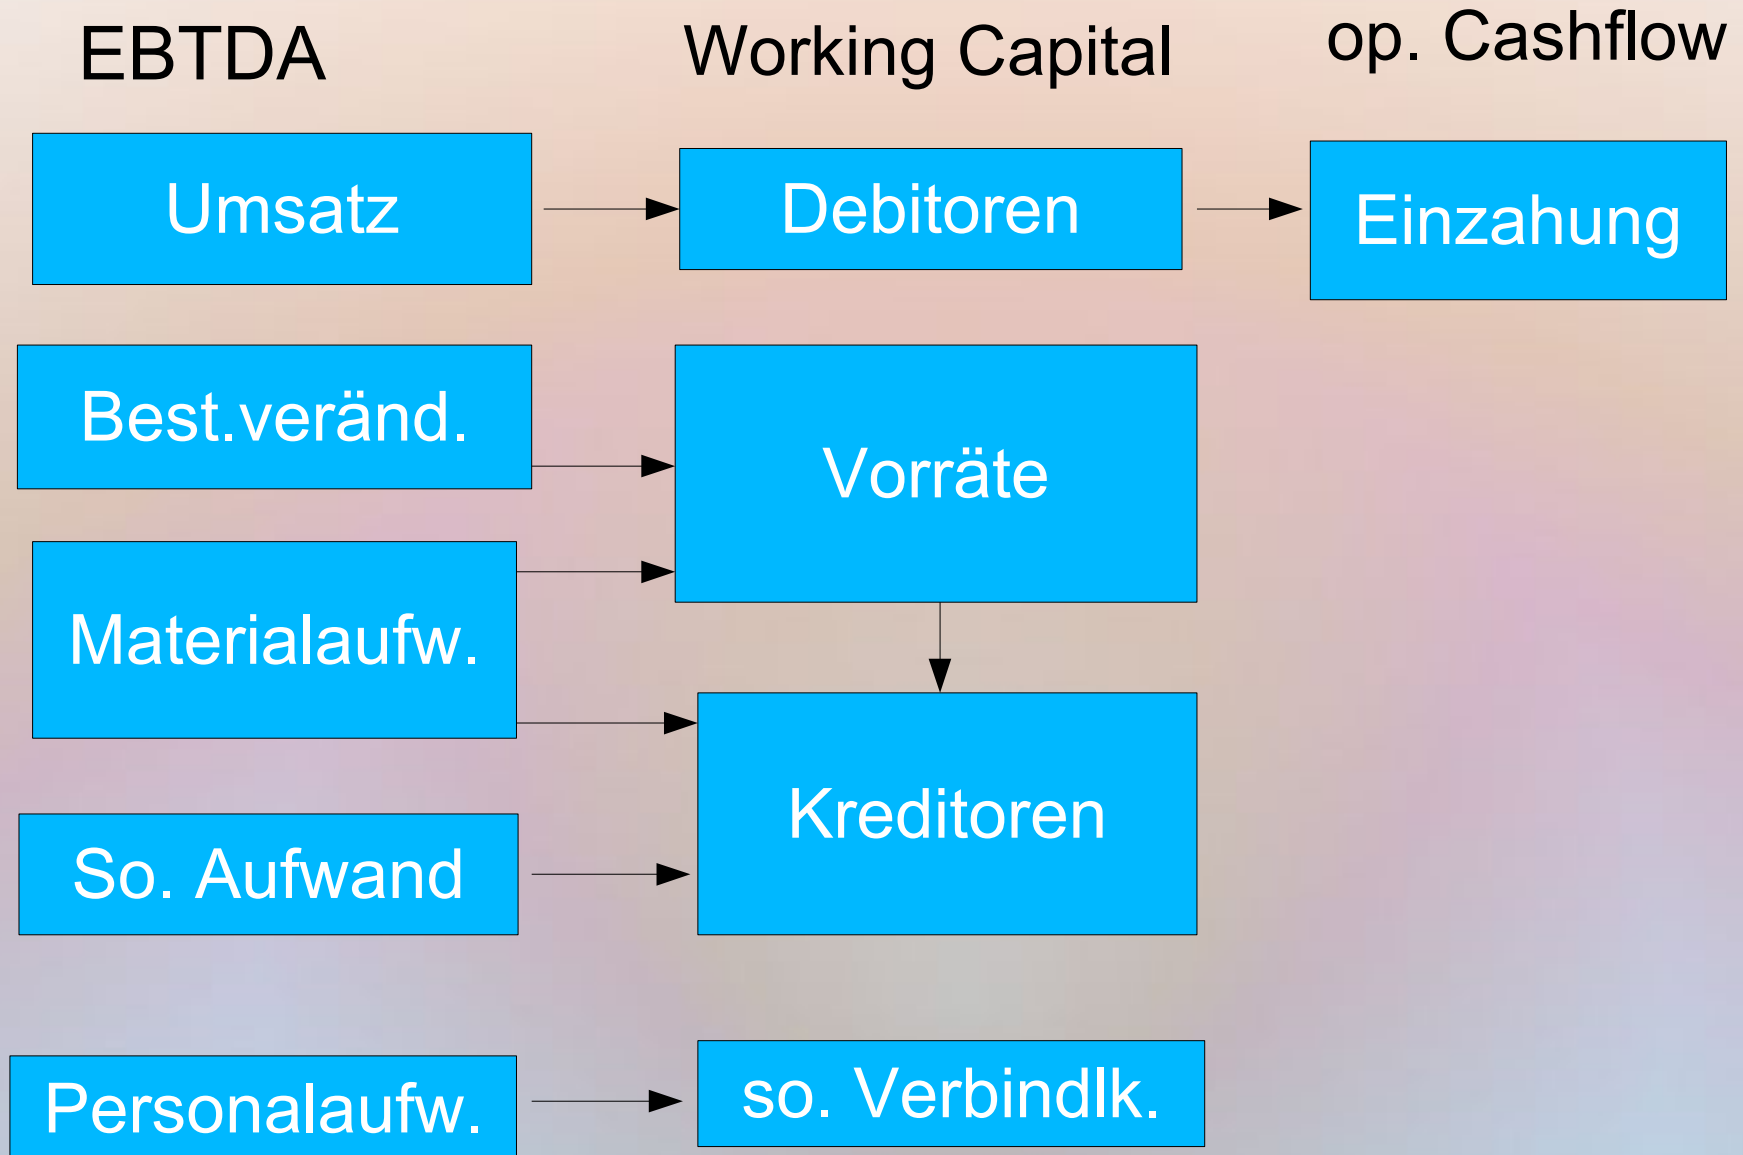 EBTDA
Working Capital
op. Cashflow
Umsatz
Debitoren
Einzahung
Best.veränd.
Vorräte
Materialaufw.
Kreditoren
So. Aufwand
Personalaufw.
so. Verbindlk.